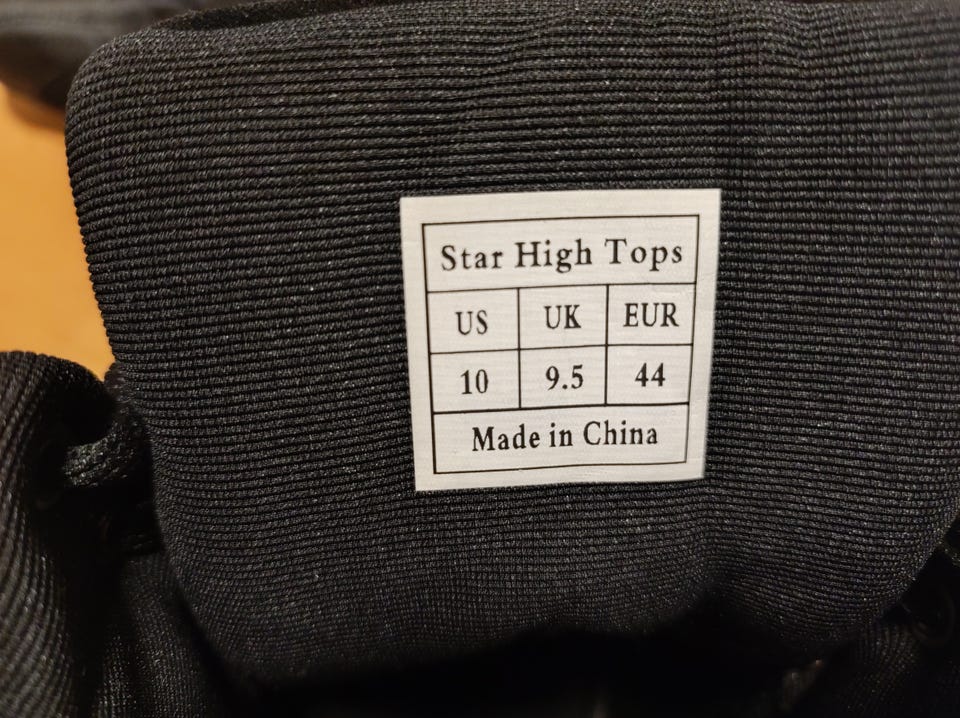 Star High Tops
US UK EUR
10 9.5 44
Made in China